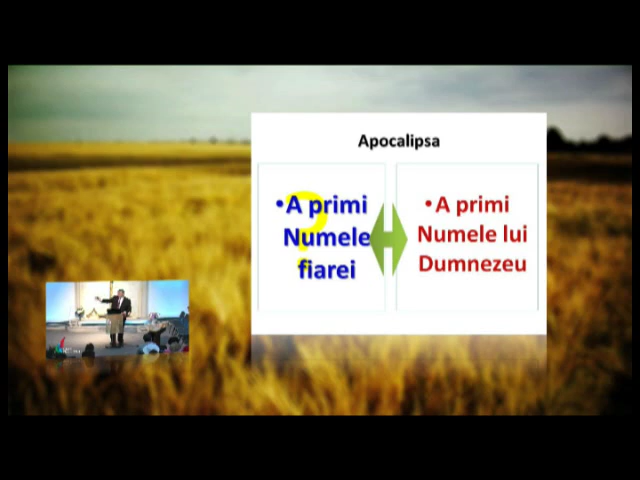 Apocalipsa
•A primi
Numele
fiarei
?
•A primi
Numele lui
Dumnezeu